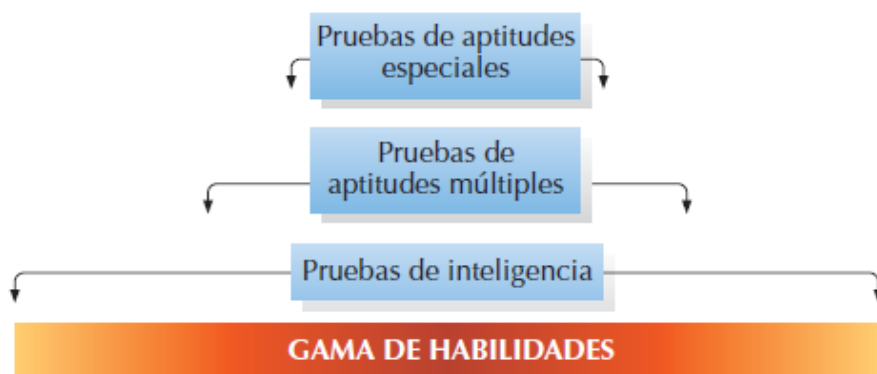 Pruebas de aptitudes
especiales
Pruebas de
aptitudes múltiples
Pruebas de inteligencia
GAMA DE HABILIDADES